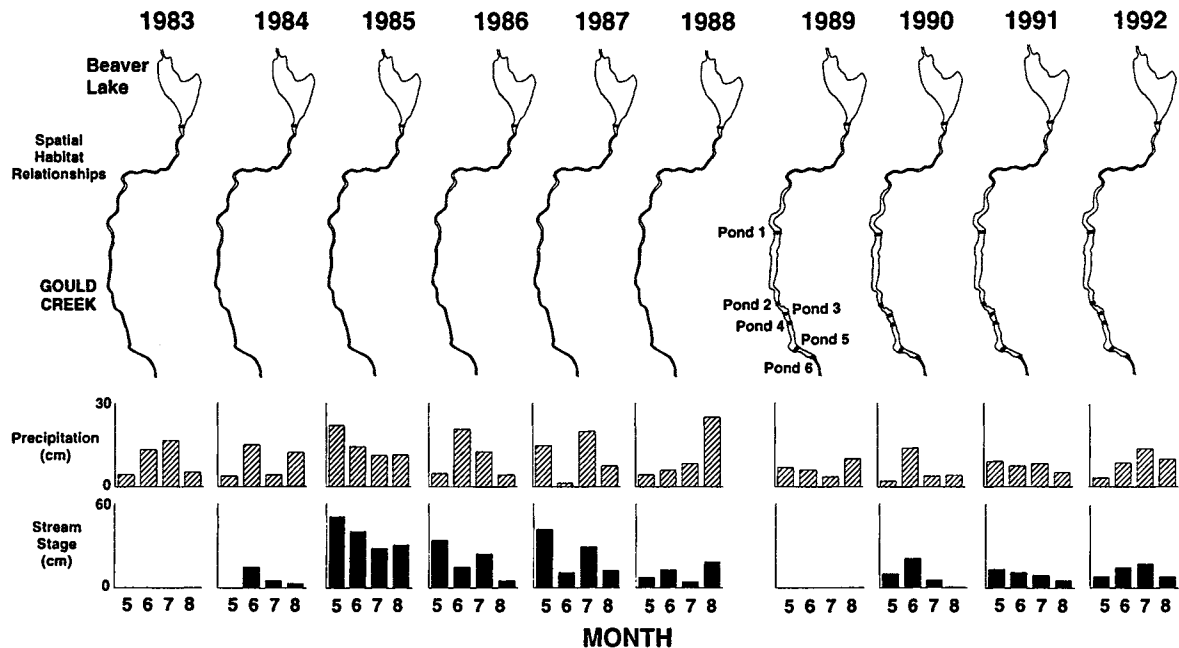 1983 1984 1985 1986 1987 1988 1989 1990 1991 1992
Beaver
Lake
Spatial
Habitat
Relationships
Pond 1
GOULD
CREEK
Pond 2 Pond 3
Pond 4
Pond 5
Pond 6
30
Precipitation
(cm)
0
60
Stream
Stage
(cm)
0
5 6 7 8 5 6 7 8 5 6 7 8 5 6 7 8 5 6 7 8 5 6 7 8 5 6 7 8 5 6 7 8 5 6 7 8 5 6 7 8
MONTH